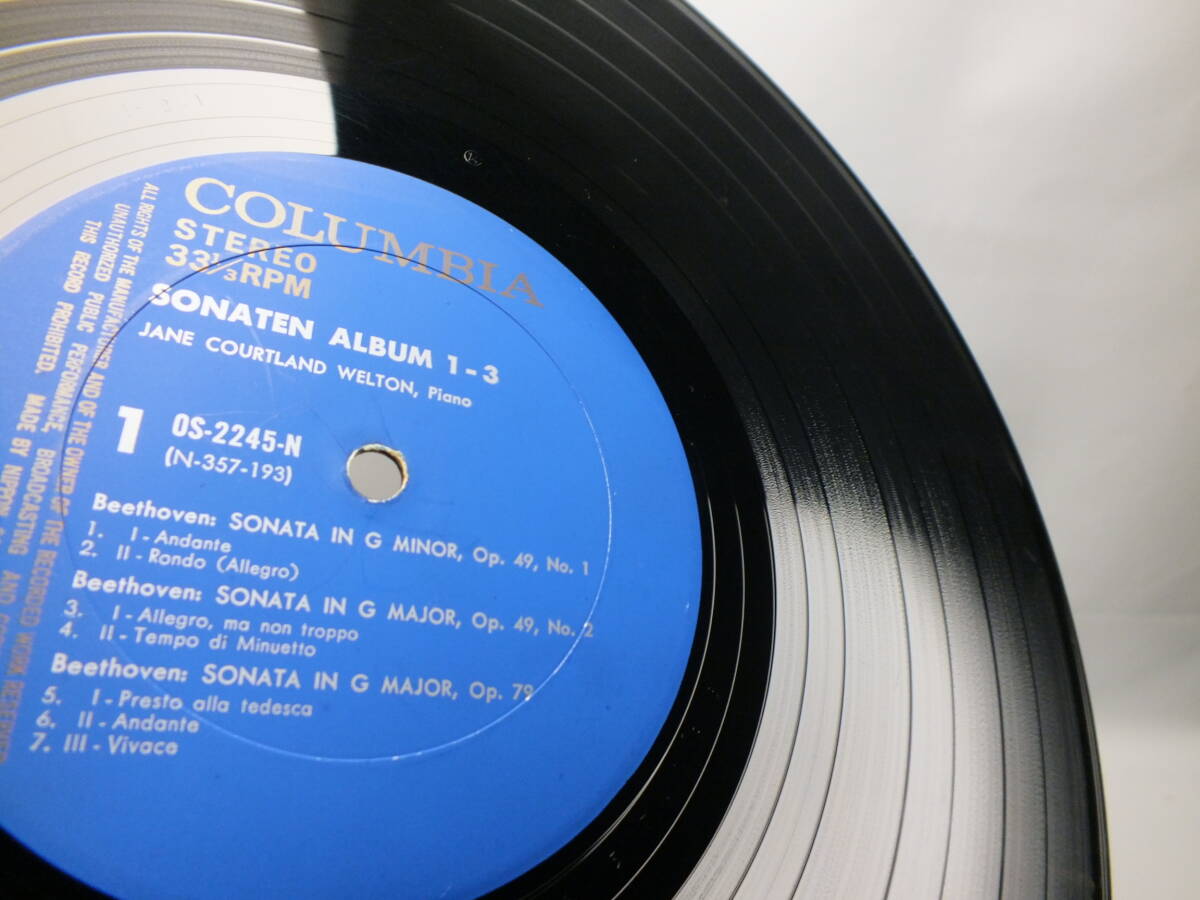 COLUMBIA
STEREO
33⅓ RPM
SONATEN ALBUM 1-3
JANE COURTLAND WELTON, Piano
1
OS-2245-N
(N-357-193)
Beethoven: SONATA IN G MINOR, Op. 49, No. 1
1. I - Andante
2. II - Rondo (Allegro)
Beethoven: SONATA IN G MAJOR, Op. 49, No. 2
3. I - Allegro, ma non troppo
4. II - Tempo di Minuetto
Beethoven: SONATA IN G MAJOR, Op. 79
5. I - Presto alla tedesca
6. II - Andante
7. III - Vivace
ALL RIGHTS OF THE MANUFACTURER AND OF THE OWNER OF THE RECORDED WORK RESERVED
UNAUTHORIZED PUBLIC PERFORMANCE, BROADCASTING AND
THIS RECORD PROHIBITED. MADE BY NIPPON